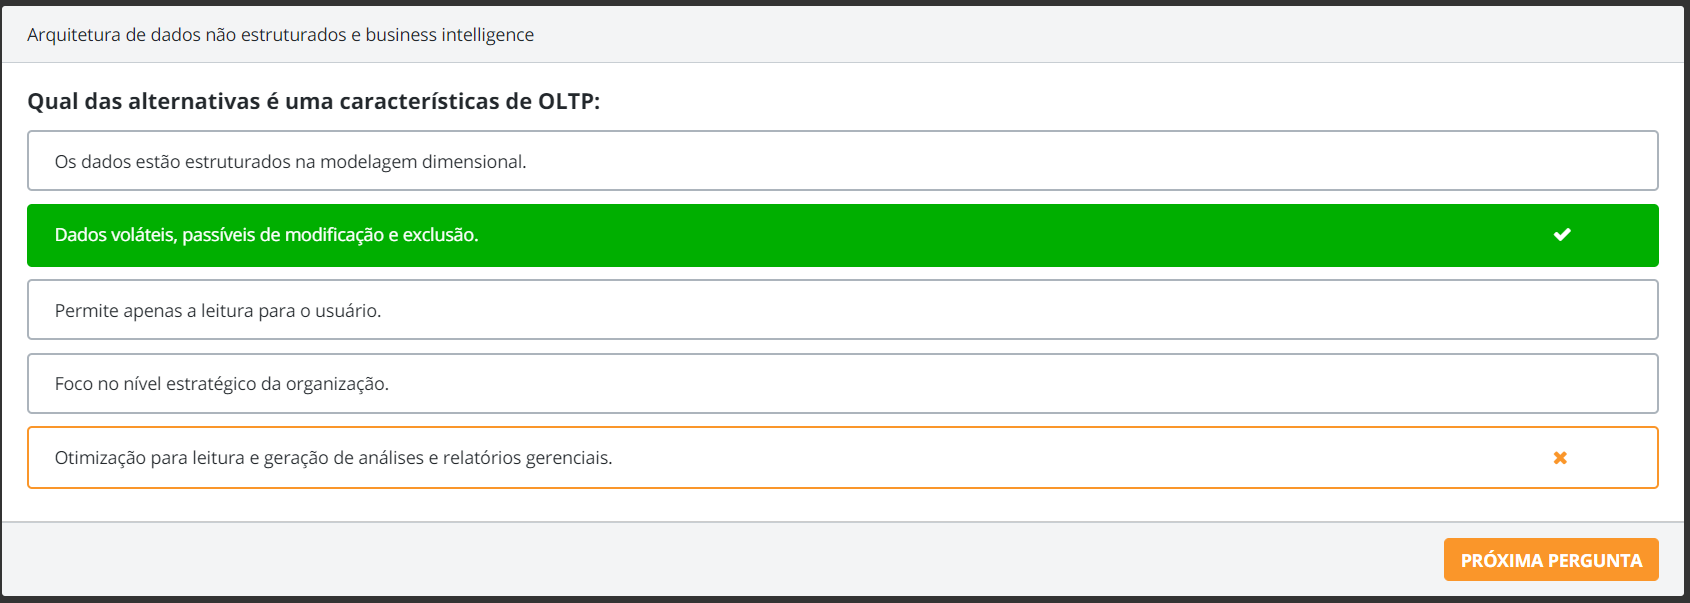 Arquitetura de dados não estruturados e business intelligence
Qual das alternativas é uma características de OLTP:
Os dados estão estruturados na modelagem dimensional.
Dados voláteis, passíveis de modificação e exclusão.
Permite apenas a leitura para o usuário.
Foco no nível estratégico da organização.
Otimização para leitura e geração de análises e relatórios gerenciais.
PRÓXIMA PERGUNTA